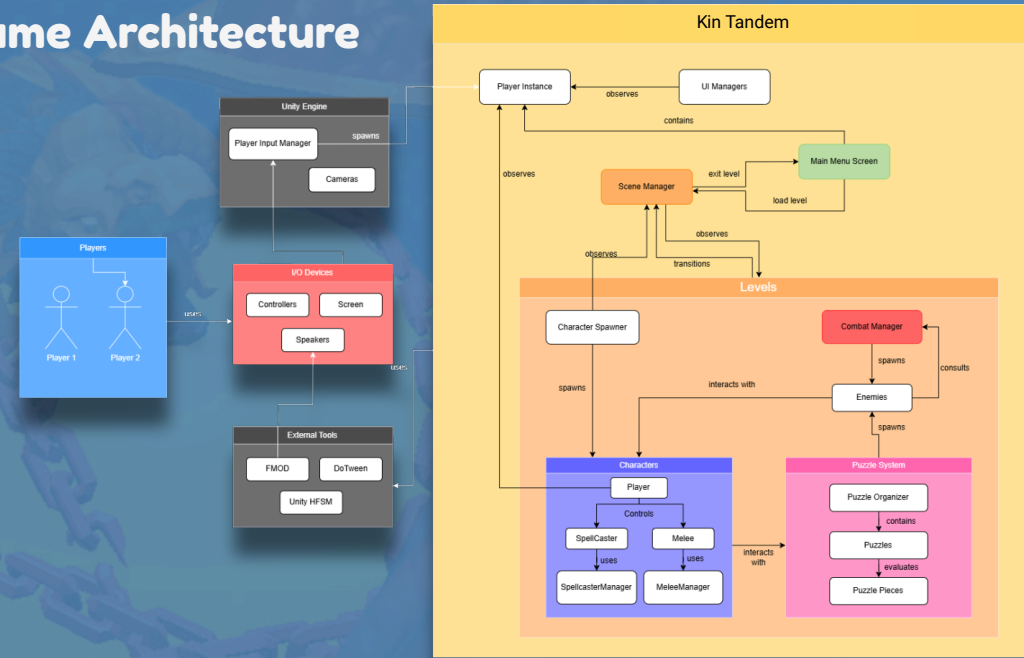 ame Architecture
Kin Tandem
Player Instance
UI Managers
observes
contains
Unity Engine
Player Input Manager
spawns
Cameras
observes
Main Menu Screen
exit level
Scene Manager
load level
observes
observes
transitions
Players
Player 1
Player 2
uses
I/O Devices
Controllers
Screen
Speakers
uses
External Tools
FMOD
DoTween
Unity HFSM
Levels
Character Spawner
Combat Manager
spawns
consults
spawns
interacts with
Enemies
spawns
Characters
Player
Controls
SpellCaster
Melee
uses
uses
SpellcasterManager
MeleeManager
interacts
with
Puzzle System
Puzzle Organizer
contains
Puzzles
evaluates
Puzzle Pieces